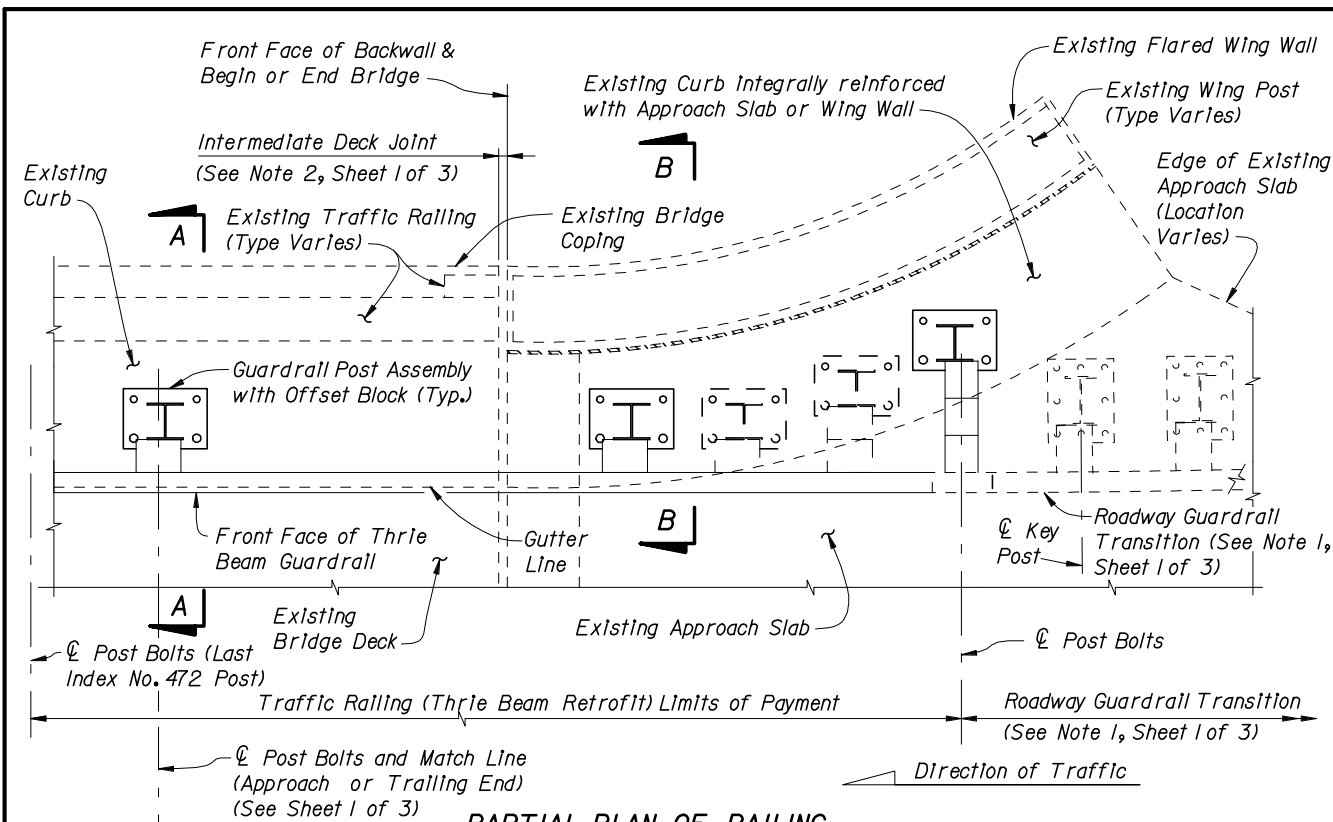 Front Face of Backwall &
Begin or End Bridge
Existing Flared Wing Wall
Existing Curb integrally reinforced
with Approach Slab or Wing Wall
Existing Wing Post
(Type Varies)
Intermediate Deck Joint
(See Note 2, Sheet 1 of 3)
B
Existing
Curb
Edge of Existing
Approach Slab
(Location
Varies)
A
Existing Traffic Railing
(Type Varies)
Existing Bridge
Coping
Guardrail Post Assembly
with Offset Block (Typ.)
Front Face of Thrie
Beam Guardrail
Gutter
Line
B
℄ Key
Post
Roadway Guardrail
Transition (See Note 1,
Sheet 1 of 3)
A
Existing
Bridge Deck
Existing Approach Slab
℄ Post Bolts
℄ Post Bolts (Last
Index No. 472 Post)
Traffic Railing (Thrie Beam Retrofit) Limits of Payment
Roadway Guardrail Transition
(See Note 1, Sheet 1 of 3)
℄ Post Bolts and Match Line
(Approach or Trailing End)
(See Sheet 1 of 3)
Direction of Traffic
PARTIAL PLAN OF RAILING